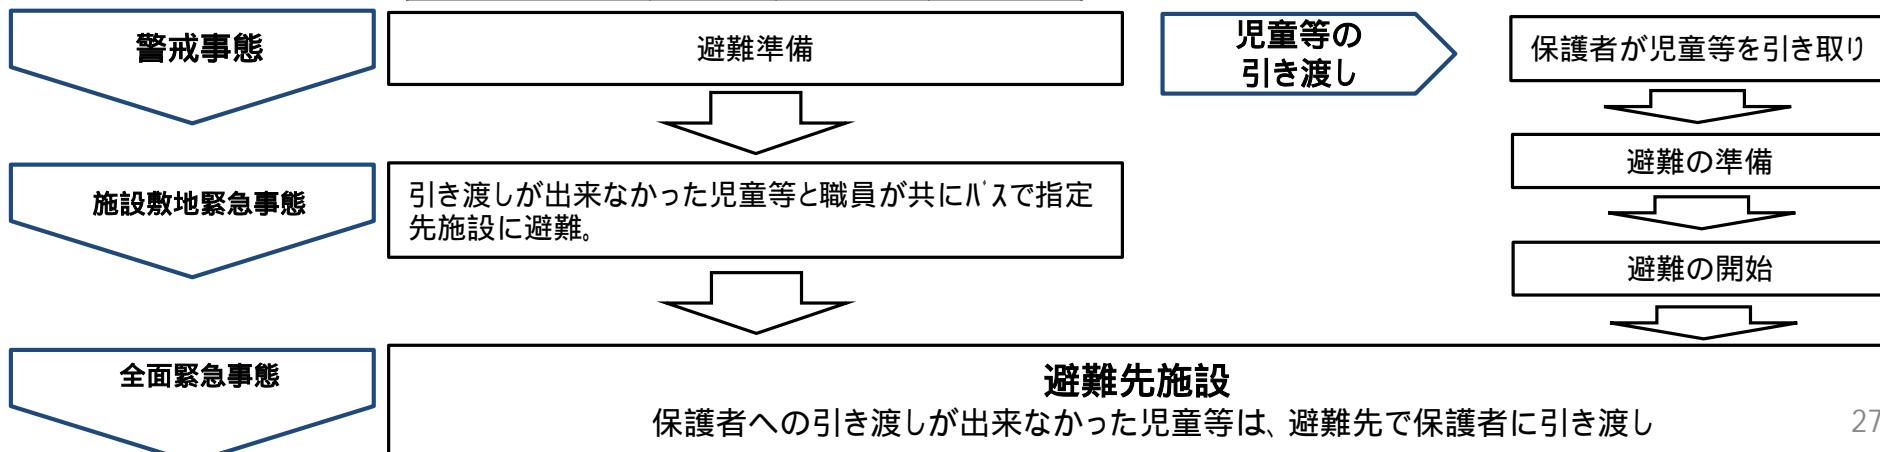 警戒事態
避難準備
児童等の
引き渡し
保護者が児童等を引き取り
避難の準備
施設敷地緊急事態
引き渡しが出来なかった児童等と職員が共にバスで指定
先施設に避難。
避難の開始
全面緊急事態
避難先施設
保護者への引き渡しが出来なかった児童等は、避難先で保護者に引き渡し
27